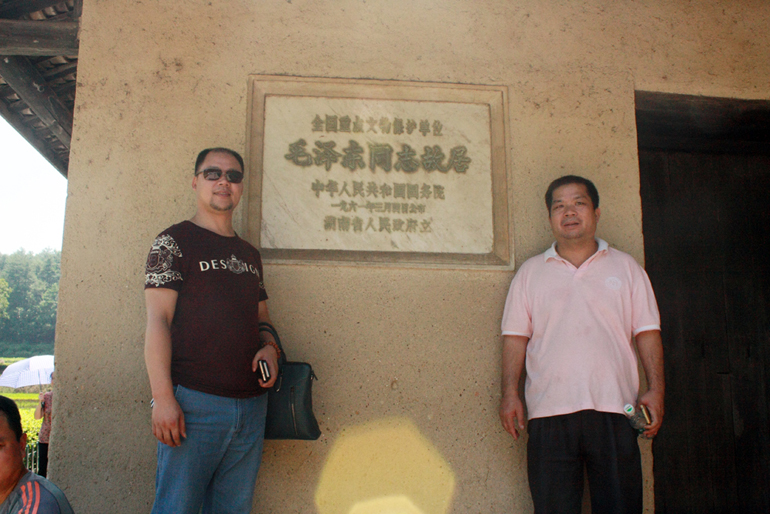 全国重点文物保护单位
毛泽东同志故居
中华人民共和国国务院
一九六一年三月四日公布
湖南省人民政府立
DES IGN